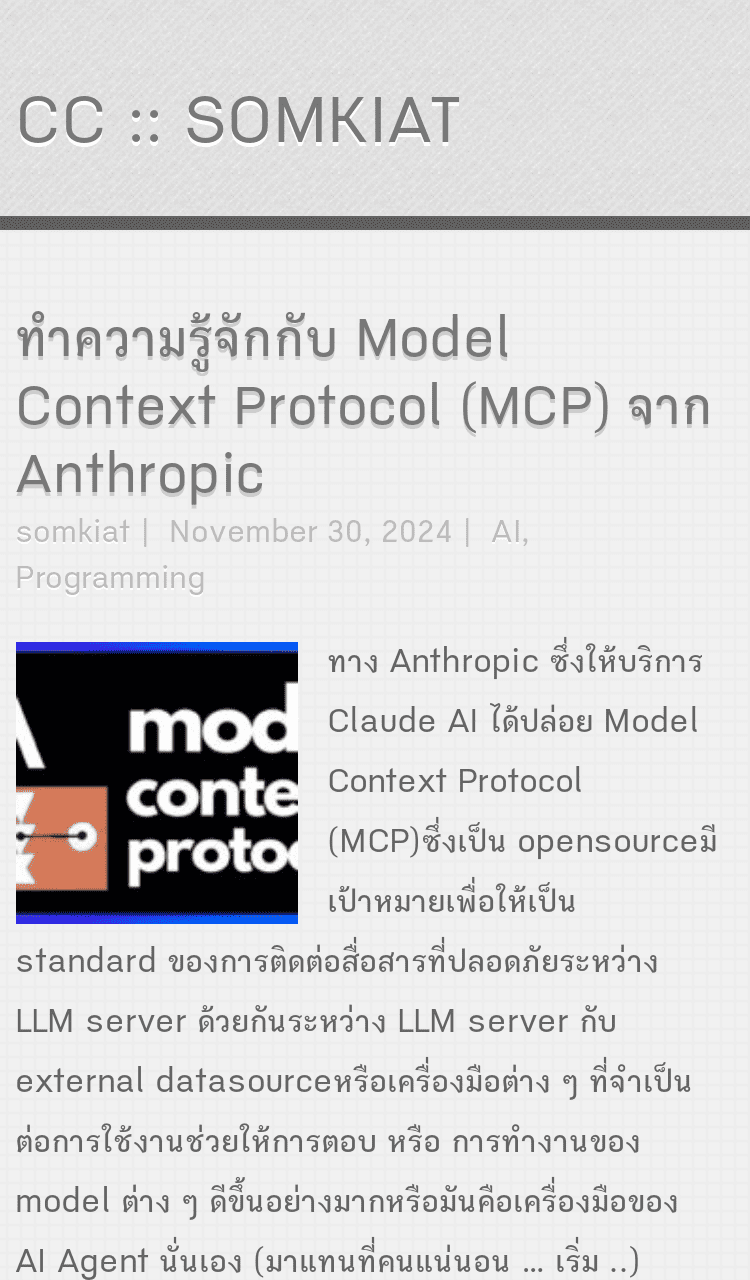 CC :: SOMKIAT
ทำความรู้จักกับ Model
Context Protocol (MCP) จาก
Anthropic
somkiat | November 30, 2024 | AI,
Programming
mod
conte
proto
ทาง Anthropic ซึ่งให้บริการ
Claude AI ได้ปล่อย Model
Context Protocol
(MCP)ซึ่งเป็น opensourceมี
เป้าหมายเพื่อให้เป็น
standard ของการติดต่อสื่อสารที่ปลอดภัยระหว่าง
LLM server ด้วยกันระหว่าง LLM server กับ
external datasourceหรือเครื่องมือต่าง ๆ ที่จำเป็น
ต่อการใช้งานช่วยให้การตอบ หรือ การทำงานของ
model ต่าง ๆ ดีขึ้นอย่างมากหรือมันคือเครื่องมือของ
AI Agent นั่นเอง (มาแทนที่คนแน่นอน ... เริ่ม ..)